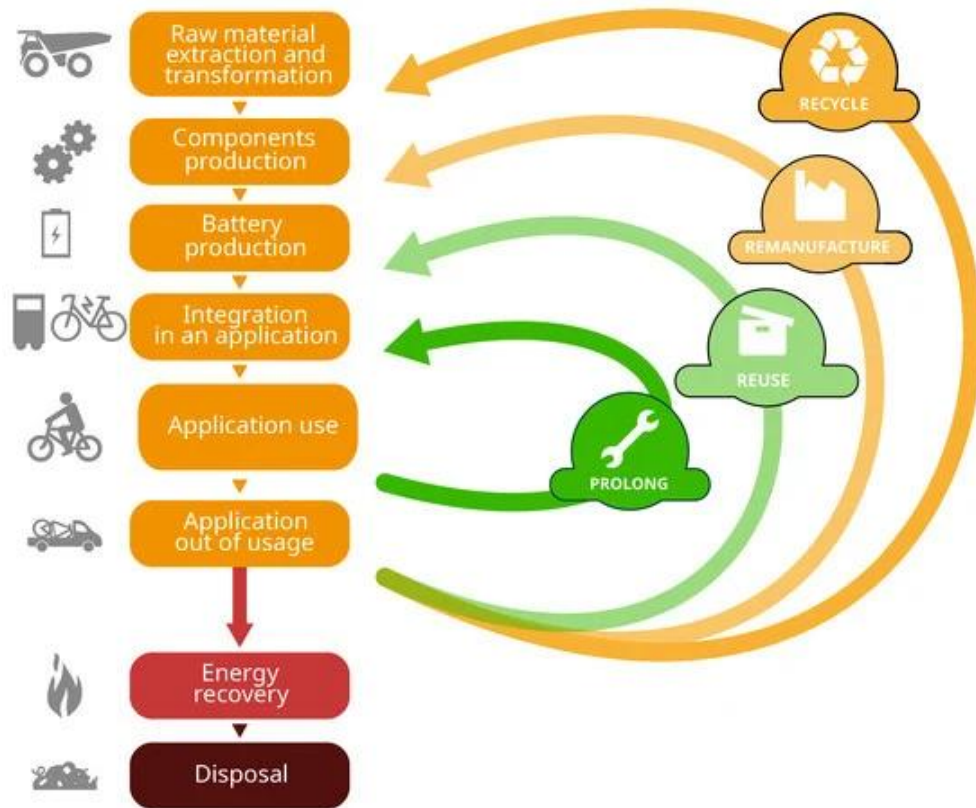 Raw material
extraction and
transformation
RECYCLE
Components
production
REMANUFACTURE
Battery
production
Integration
in an application
REUSE
Application use
PROLONG
Application
out of usage
Energy
recovery
Disposal